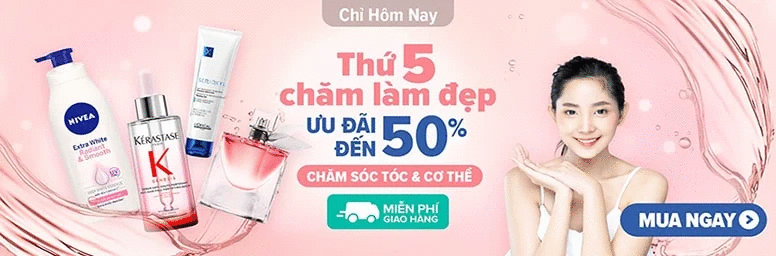 Chỉ Hôm Nay
Thứ 5
chăm làm đẹp
ƯU ĐÃI
ĐẾN 50%
CHĂM SÓC TÓC & CƠ THỂ
MIỄN PHÍ
GIAO HÀNG
MUA NGAY
NIVEA
Extra White
Radiant
& Smooth
KÉRASTASE
K
GENESIS